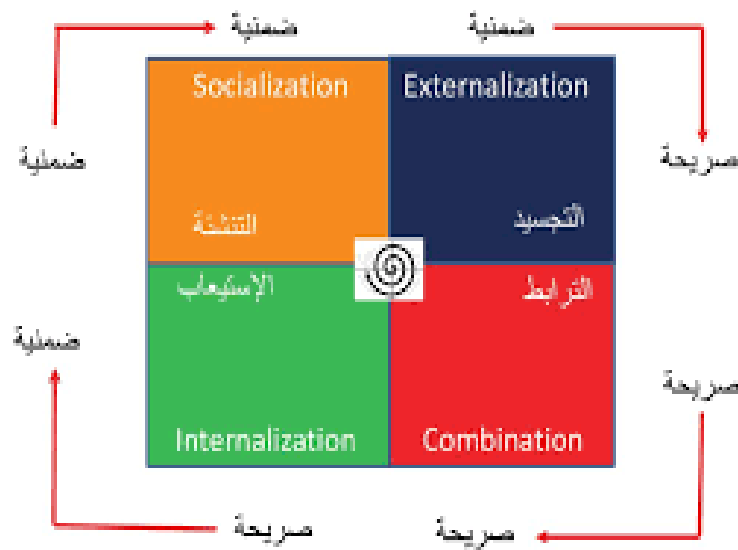 ضمنية ضمنية
Socialization Externalization
ضمنية صريحة
التنشئة التجسيد
الإستيعاب الترابط
ضمنية صريحة
Internalization Combination
صريحة صريحة